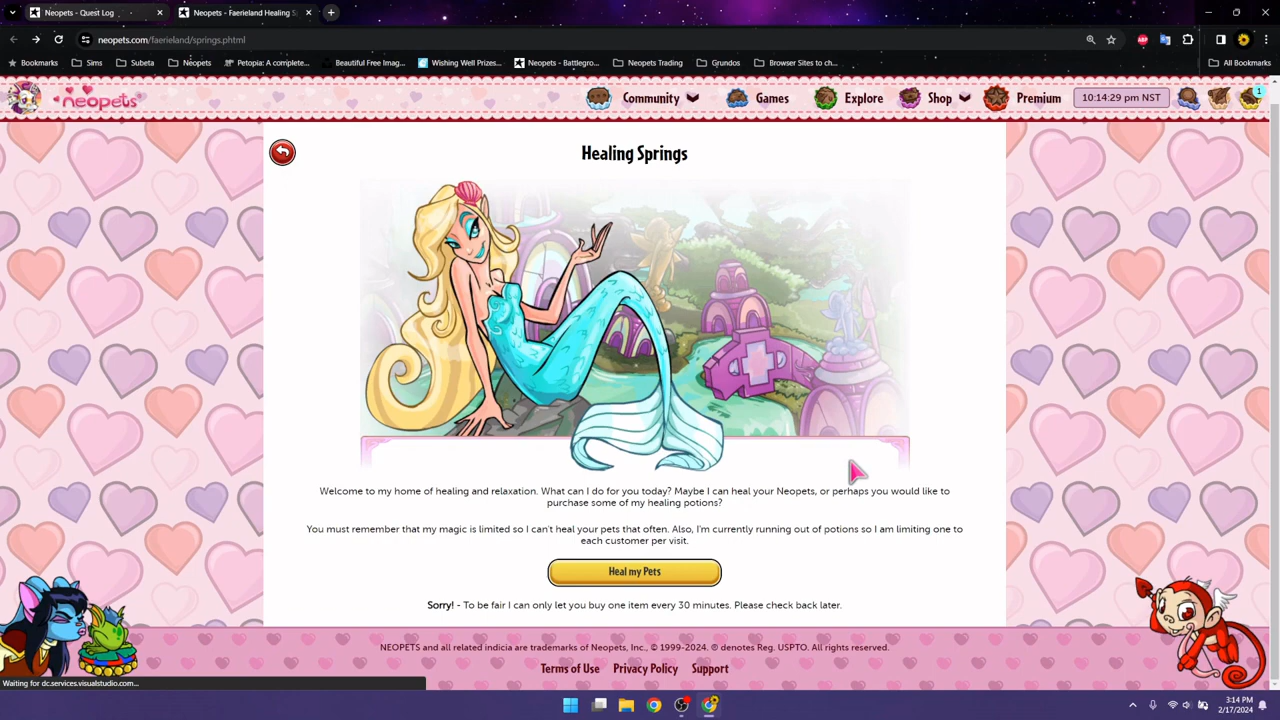 Neopets - Quest Log
Neopets - Faerieland Healing S
neopets.com/faerieland/springs.phtml
Bookmarks Sims Subeta Neopets Petopia: A complete... Beautiful Free Imag... Wishing Well Prizes... Neopets - Battlegro... Neopets Trading Grundos Browser Sites to ch... All Bookmarks
neopets Community Games Explore Shop Premium 10:14:29 pm NST 1
Healing Springs
Welcome to my home of healing and relaxation. What can I do for you today? Maybe I can heal your Neopets, or perhaps you would like to
purchase some of my healing potions?
You must remember that my magic is limited so I can't heal your pets that often. Also, I'm currently running out of potions so I am limiting one to
each customer per visit.
Heal my Pets
Sorry! - To be fair I can only let you buy one item every 30 minutes. Please check back later.
NEOPETS and all related indicia are trademarks of Neopets, Inc., © 1999-2024. ® denotes Reg. USPTO. All rights reserved.
Terms of Use Privacy Policy Support
Waiting for dc.services.visualstudio.com...
3:14 PM
2/17/2024